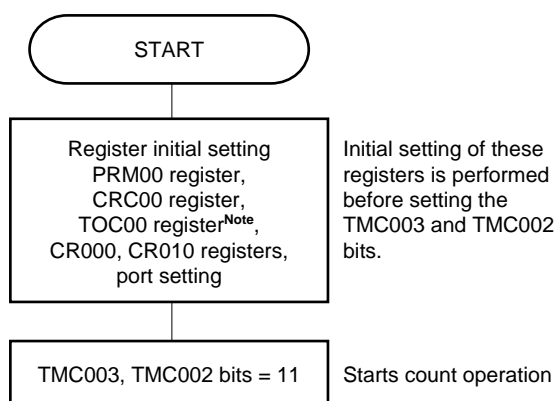 START
Register initial setting
PRM00 register,
CRC00 register,
TOC00 registerNote,
CR000, CR010 registers,
port setting
Initial setting of these
registers is performed
before setting the
TMC003 and TMC002
bits.
TMC003, TMC002 bits = 11
Starts count operation